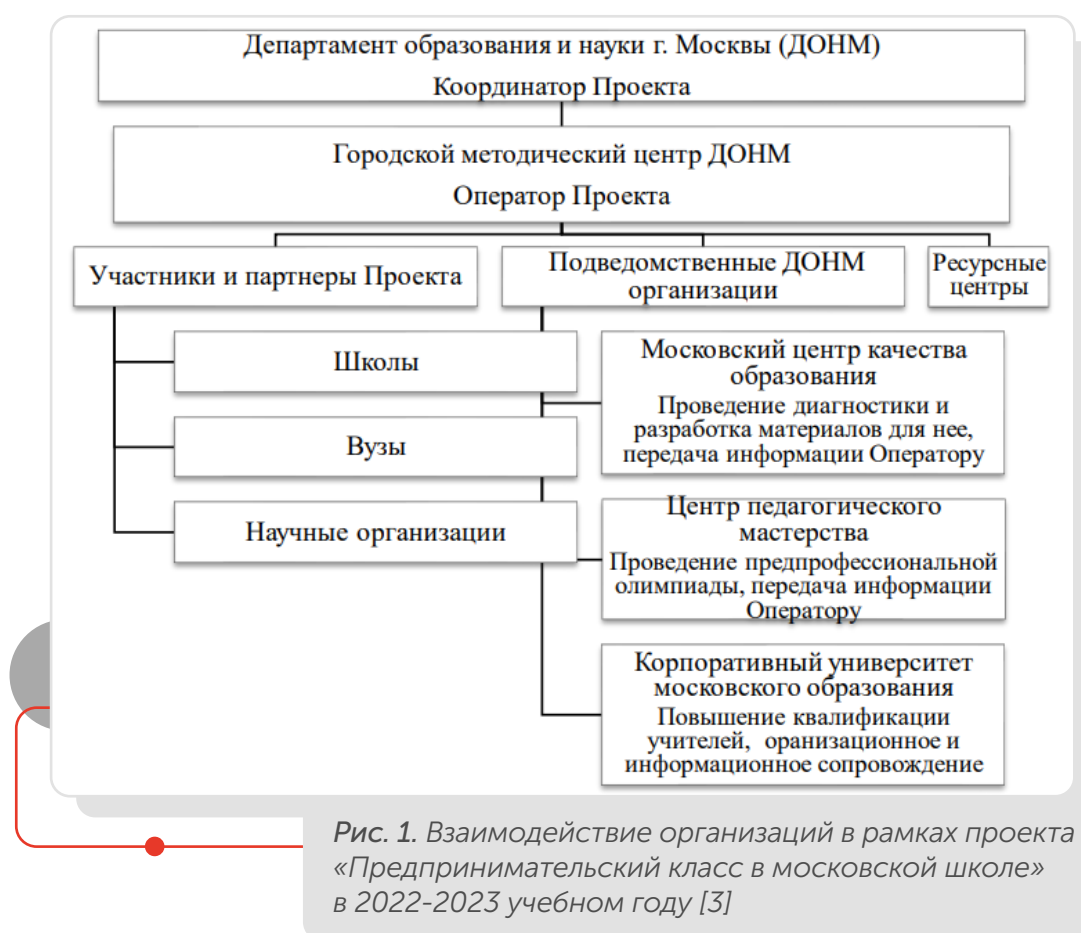 Департамент образования и науки г. Москвы (ДОНМ)
Координатор Проекта
Городской методический центр ДОНМ
Оператор Проекта
Участники и партнеры Проекта
Подведомственные ДОНМ
организации
Ресурсные
центры
Школы
Вузы
Научные организации
Московский центр качества
образования
Проведение диагностики и
разработка материалов для нее,
передача информации Оператору
Центр педагогического
мастерства
Проведение предпрофессиональной
олимпиады, передача информации
Оператору
Корпоративный университет
московского образования
Повышение квалификации
учителей, оранизационное и
информационное сопровождение
Рис. 1. Взаимодействие организаций в рамках проекта
«Предпринимательский класс в московской школе»
в 2022-2023 учебном году [3]